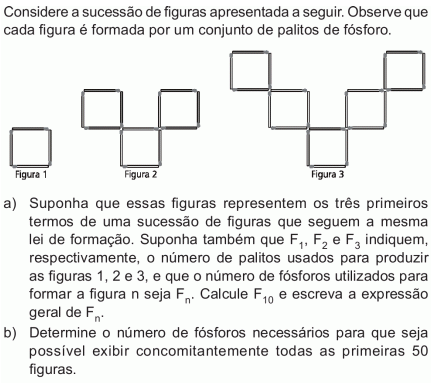 Considere a sucessão de figuras apresentada a seguir. Observe que
cada figura é formada por um conjunto de palitos de fósforo.
Figura 1
Figura 2
Figura 3
a) Suponha que essas figuras representem os três primeiros
termos de uma sucessão de figuras que seguem a mesma
lei de formação. Suponha também que F₁, F₂ e F₃ indiquem,
respectivamente, o número de palitos usados para produzir
as figuras 1, 2 e 3, e que o número de fósforos utilizados para
formar a figura n seja Fₙ. Calcule F₁₀ e escreva a expressão
geral de Fₙ.
b) Determine o número de fósforos necessários para que seja
possível exibir concomitantemente todas as primeiras 50
figuras.